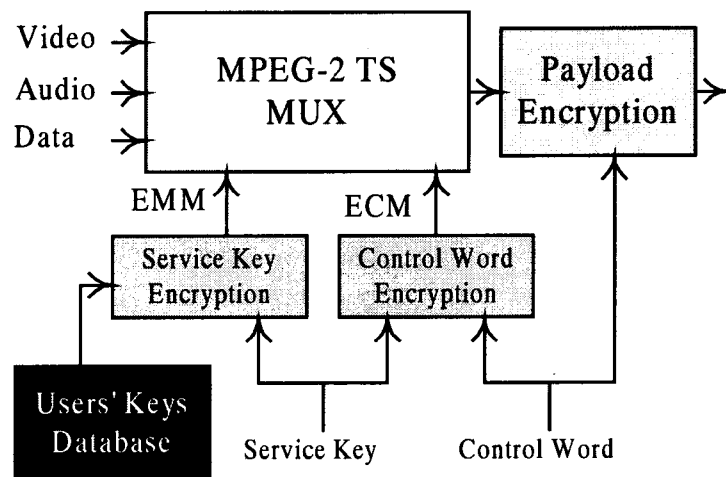 Video
Audio
Data
MPEG-2 TS
MUX
Payload
Encryption
EMM
ECM
Service Key
Encryption
Control Word
Encryption
Users' Keys
Database
Service Key
Control Word